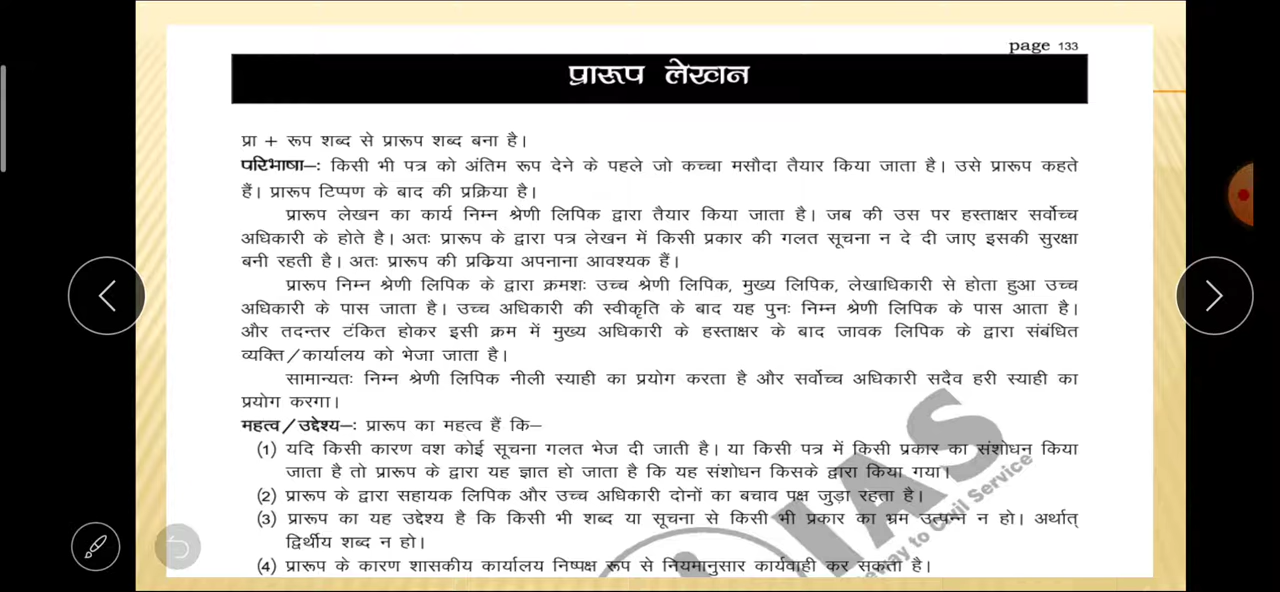 page 133
प्रारूप लेखन
प्रा + रूप शब्द से प्रारूप शब्द बना है।
परिभाषा–: किसी भी पत्र को अंतिम रूप देने के पहले जो कच्चा मसौदा तैयार किया जाता है। उसे प्रारूप कहते
हैं। प्रारूप टिप्पण के बाद की प्रक्रिया है।
प्रारूप लेखन का कार्य निम्न श्रेणी लिपिक द्वारा तैयार किया जाता है। जब की उस पर हस्ताक्षर सर्वोच्च
अधिकारी के होते है। अतः प्रारूप के द्वारा पत्र लेखन में किसी प्रकार की गलत सूचना न दे दी जाए इसकी सुरक्षा
बनी रहती है। अतः प्रारूप की प्रक्रिया अपनाना आवश्यक हैं।
प्रारूप निम्न श्रेणी लिपिक के द्वारा क्रमशः उच्च श्रेणी लिपिक, मुख्य लिपिक, लेखाधिकारी से होता हुआ उच्च
अधिकारी के पास जाता है। उच्च अधिकारी की स्वीकृति के बाद यह पुनः निम्न श्रेणी लिपिक के पास आता है।
और तदन्तर टंकित होकर इसी क्रम में मुख्य अधिकारी के हस्ताक्षर के बाद जावक लिपिक के द्वारा संबंधित
व्यक्ति/कार्यालय को भेजा जाता है।
सामान्यतः निम्न श्रेणी लिपिक नीली स्याही का प्रयोग करता है और सर्वोच्च अधिकारी सदैव हरी स्याही का
प्रयोग करगा।
महत्व/उद्देश्य–: प्रारूप का महत्व हैं कि–
(1) यदि किसी कारण वश कोई सूचना गलत भेज दी जाती है। या किसी पत्र में किसी प्रकार का संशोधन किया
जाता है तो प्रारूप के द्वारा यह ज्ञात हो जाता है कि यह संशोधन किसके द्वारा किया गया।
(2) प्रारूप के द्वारा सहायक लिपिक और उच्च अधिकारी दोनों का बचाव पक्ष जुड़ा रहता है।
(3) प्रारूप का यह उद्देश्य है कि किसी भी शब्द या सूचना से किसी भी प्रकार का भ्रम उत्पन्न न हो। अर्थात्
द्विर्थीय शब्द न हो।
(4) प्रारूप के कारण शासकीय कार्यालय निष्पक्ष रूप से नियमानुसार कार्यवाही कर सकता है।
IAS
to Civil Service